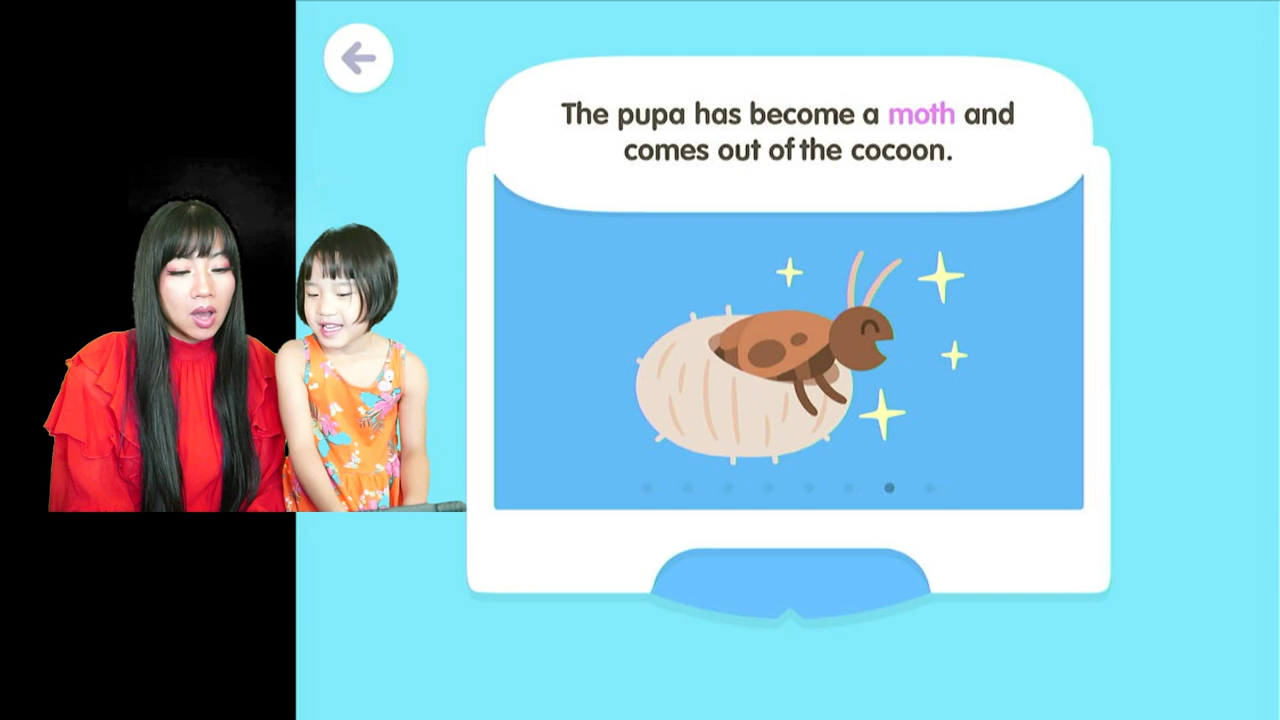 The pupa has become a moth and
comes out of the cocoon.